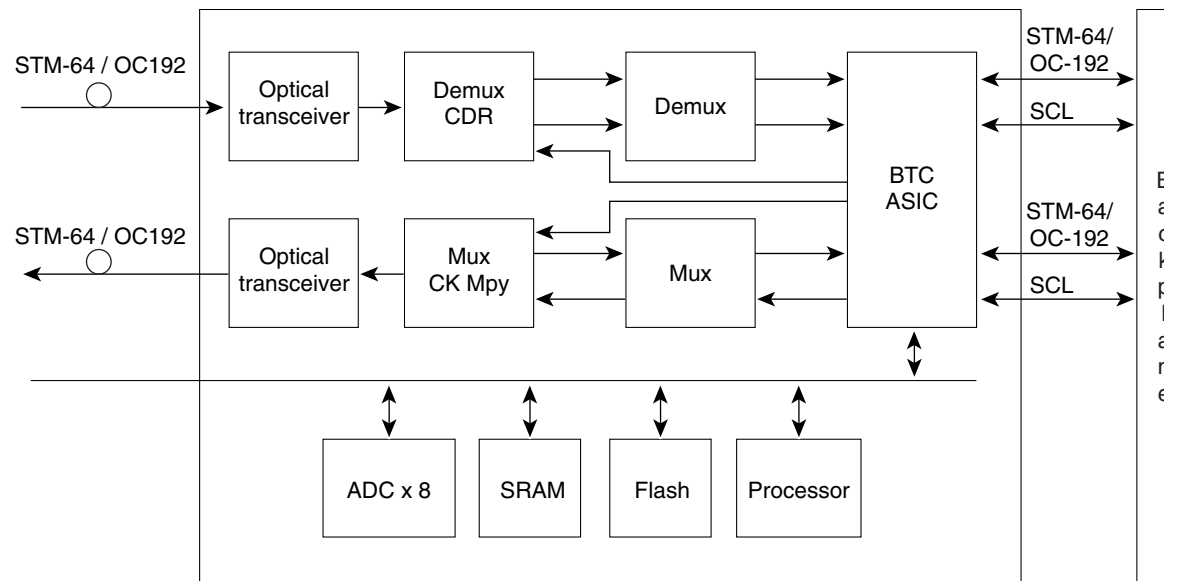 STM-64 / OC192
Optical
transceiver
Demux
CDR
Demux
BTC
ASIC
STM-64/
OC-192
SCL
STM-64 / OC192
Optical
transceiver
Mux
CK Mpy
Mux
STM-64/
OC-192
SCL
ADC x 8
SRAM
Flash
Processor